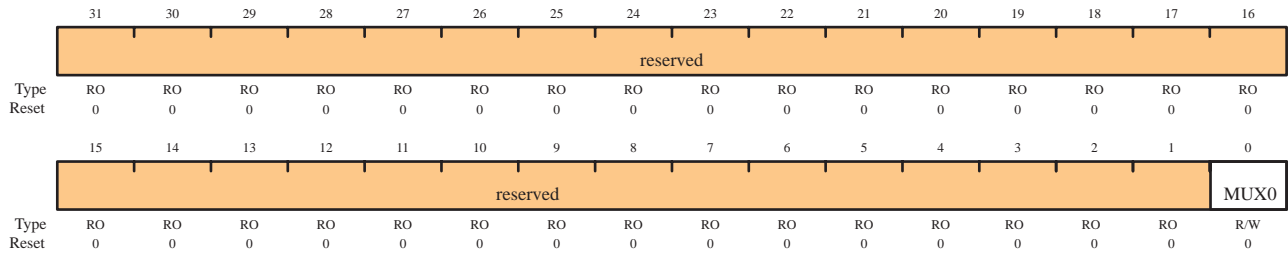 31 30 29 28 27 26 25 24 23 22 21 20 19 18 17 16
reserved
Type RO RO RO RO RO RO RO RO RO RO RO RO RO RO RO RO
Reset 0 0 0 0 0 0 0 0 0 0 0 0 0 0 0 0
15 14 13 12 11 10 9 8 7 6 5 4 3 2 1 0
reserved MUX0
Type RO RO RO RO RO RO RO RO RO RO RO RO RO RO RO R/W
Reset 0 0 0 0 0 0 0 0 0 0 0 0 0 0 0 0